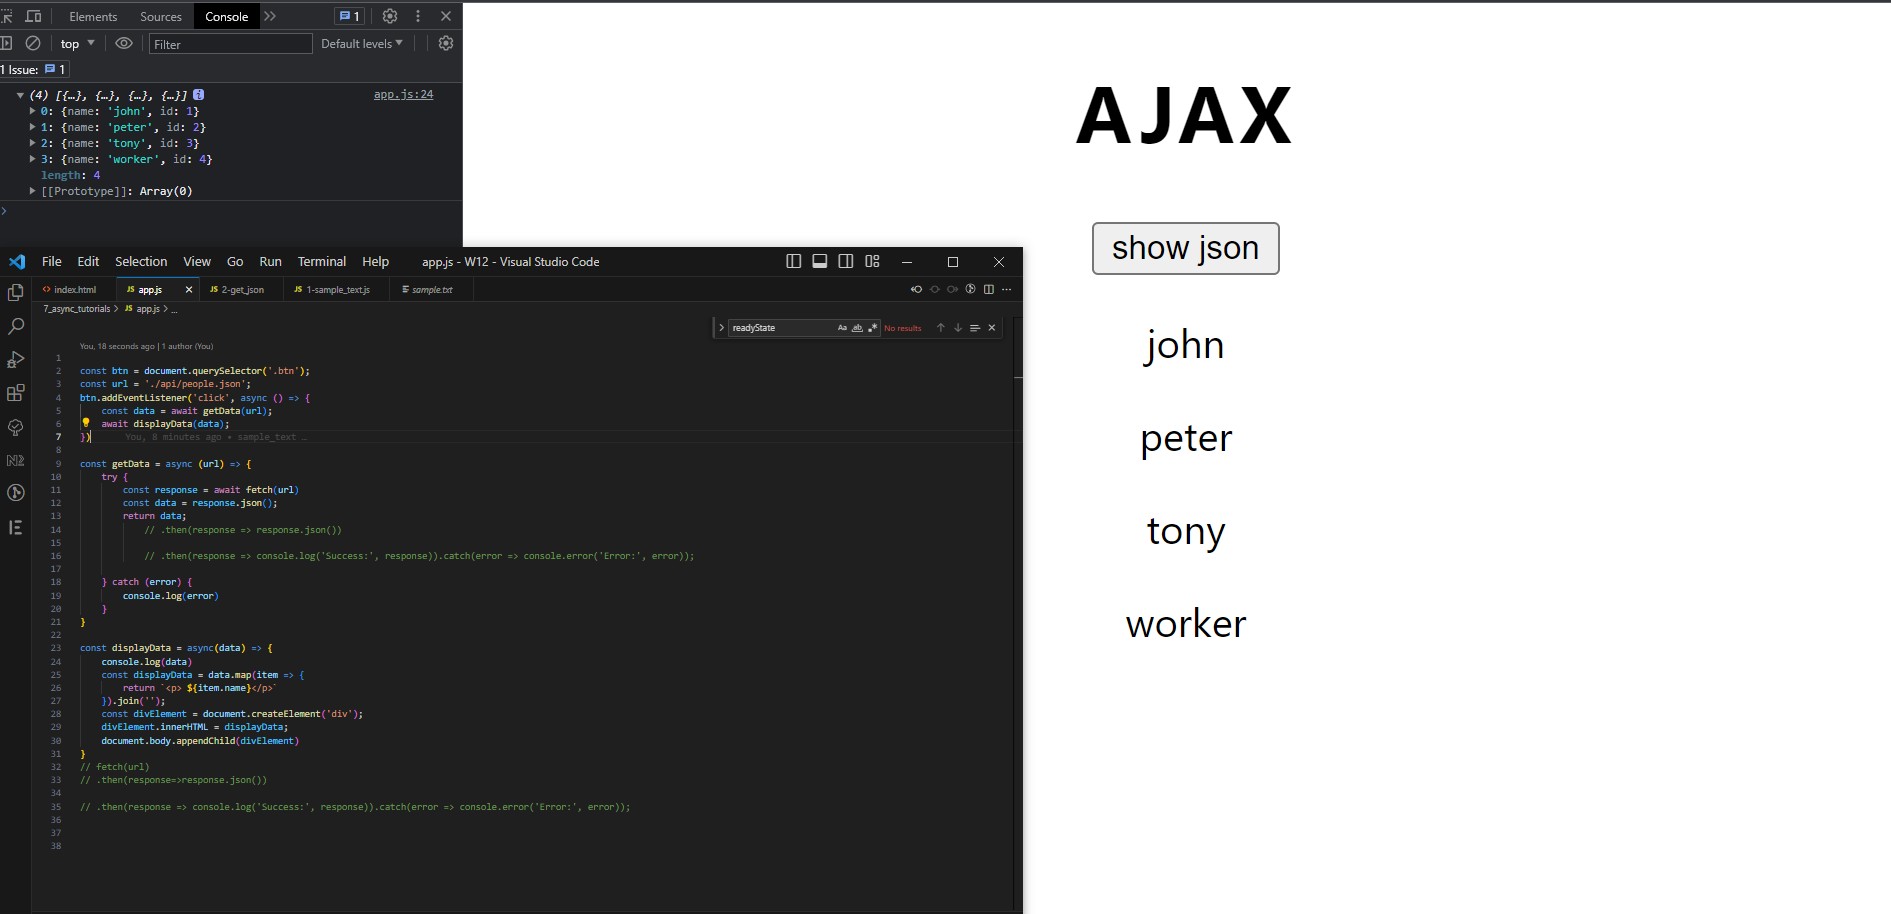 Elements Sources Console 1
top Filter Default levels
1 Issue: 1
(4) [{…}, {…}, {…}, {…}] i app.js:24
0: {name: 'john', id: 1}
1: {name: 'peter', id: 2}
2: {name: 'tony', id: 3}
3: {name: 'worker', id: 4}
length: 4
[[Prototype]]: Array(0)
AJAX
show json
john
peter
tony
worker
File Edit Selection View Go Run Terminal Help app.js - W12 - Visual Studio Code
index.html JS app.js JS 2-get_json JS 1-sample_text.js sample.txt
7_async_tutorials > JS app.js > ...
readyState Aa ab .* No results
You, 18 seconds ago | 1 author (You)
1
2 const btn = document.querySelector('.btn');
3 const url = './api/people.json';
4 btn.addEventListener('click', async () => {
5 const data = await getData(url);
6 await displayData(data);
7 }) You, 8 minutes ago • sample_text …
8
9 const getData = async (url) => {
10 try {
11 const response = await fetch(url)
12 const data = response.json();
13 return data;
14 // .then(response => response.json())
15
16 // .then(response => console.log('Success:', response)).catch(error => console.error('Error:', error));
17
18 } catch (error) {
19 console.log(error)
20 }
21 }
22
23 const displayData = async(data) => {
24 console.log(data)
25 const displayData = data.map(item => {
26 return `<p> ${item.name}</p>`
27 }).join('');
28 const divElement = document.createElement('div');
29 divElement.innerHTML = displayData;
30 document.body.appendChild(divElement)
31 }
32 // fetch(url)
33 // .then(response=>response.json())
34
35 // .then(response => console.log('Success:', response)).catch(error => console.error('Error:', error));
36
37
38